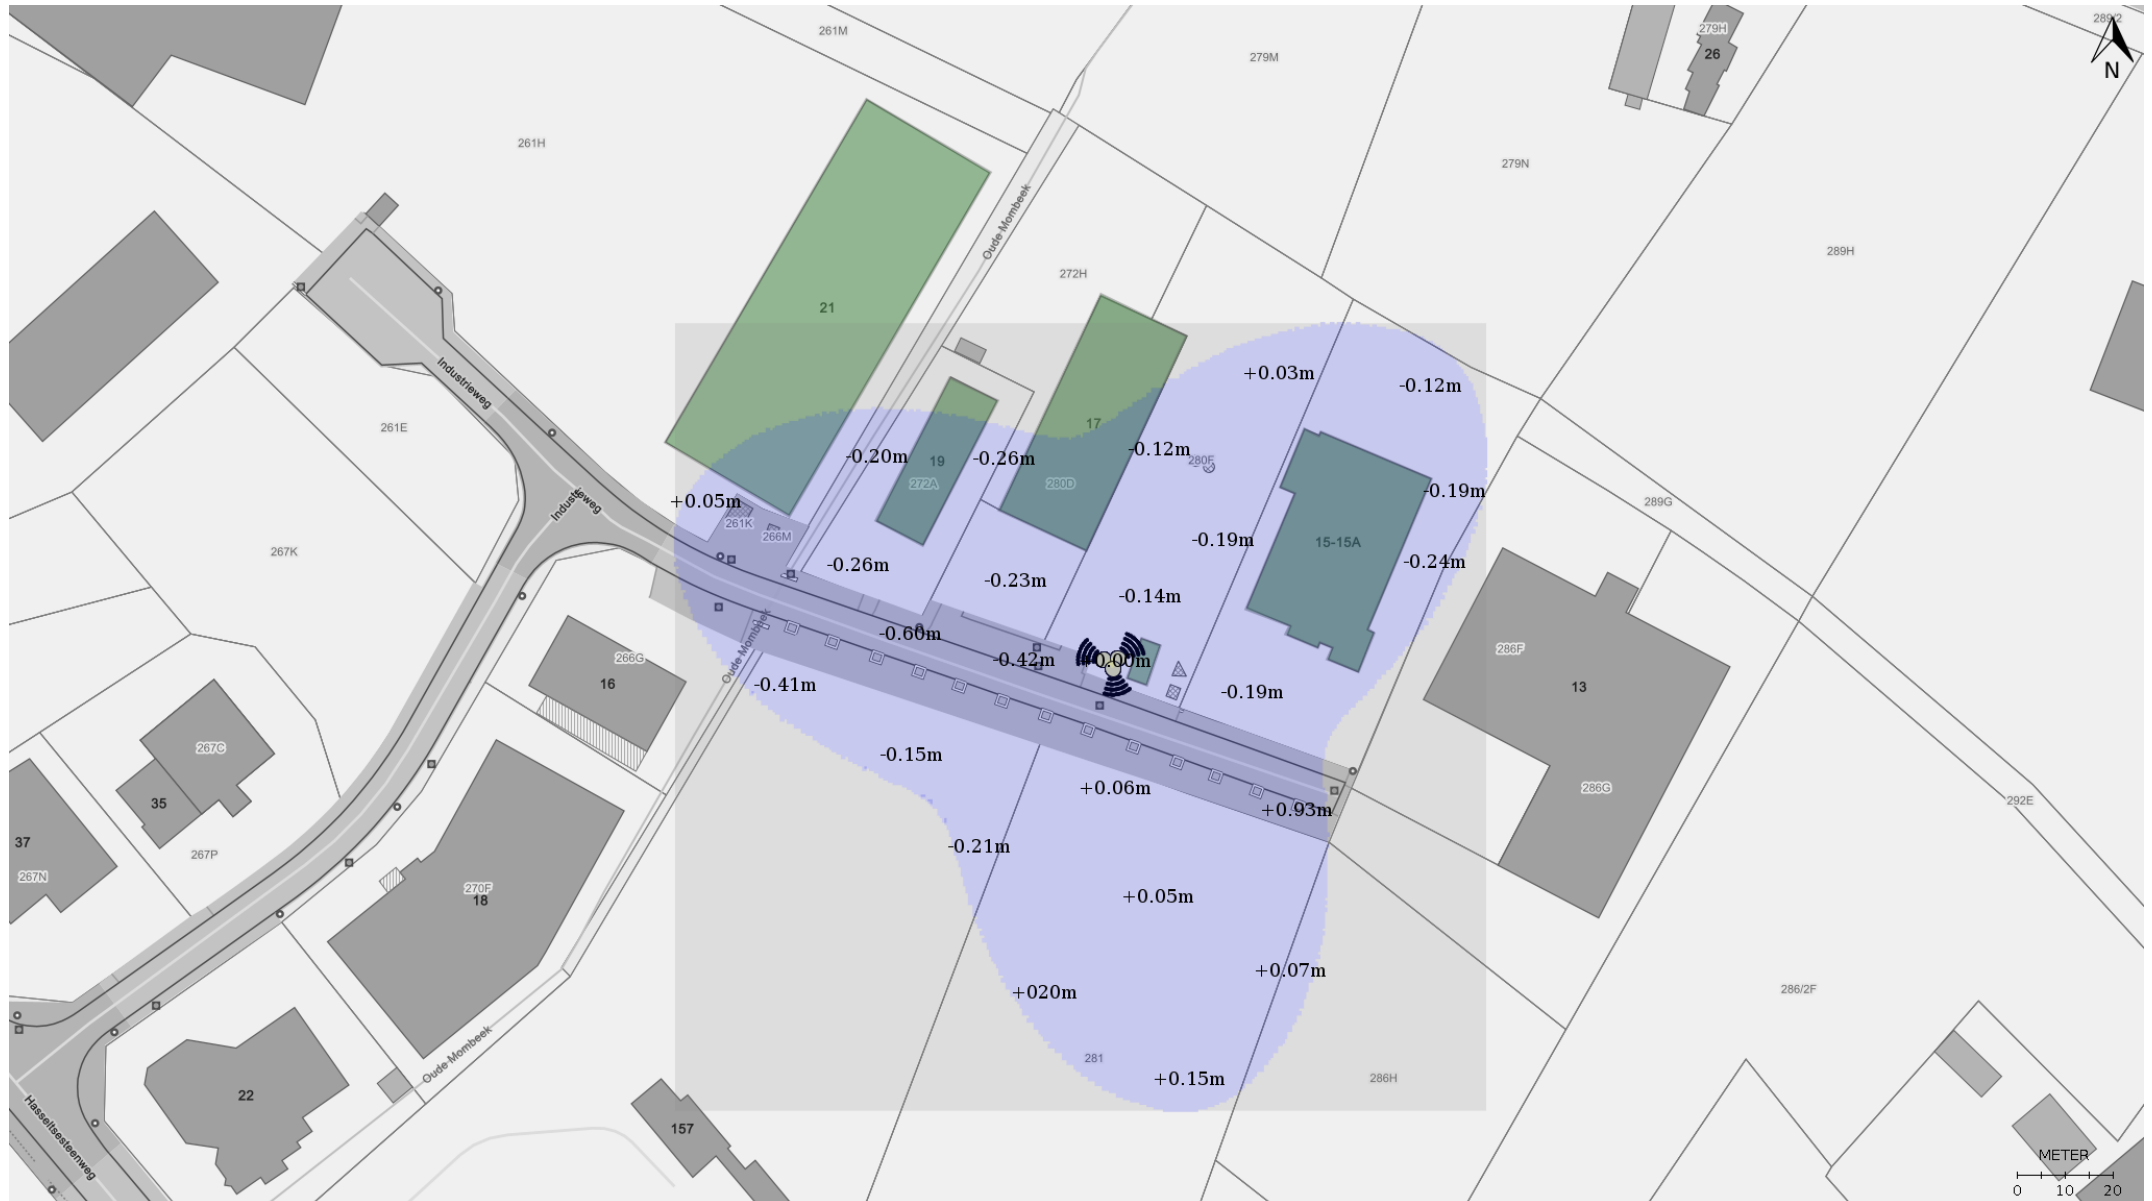 261M
279M
279H
26
289/2
N
261H
279N
Oude Mombeek
289H
272H
21
Industrieweg
+0.03m
-0.12m
261E
17
-0.20m
19
-0.26m
-0.12m
280F
272A
280D
-0.19m
+0.05m
261K
266M
Industrieweg
289G
267K
-0.19m
15-15A
-0.24m
-0.26m
-0.23m
-0.14m
-0.60m
-0.42m
+0.00m
Oude Mombeek
266G
16
-0.41m
-0.19m
286F
13
267C
35
-0.15m
+0.06m
+0.93m
286G
292E
37
267N
267P
-0.21m
270F
18
+0.05m
+0.07m
+020m
286/2F
Oude Mombeek
281
+0.15m
286H
22
Hasseltsesteenweg
157
METER
0 10 20